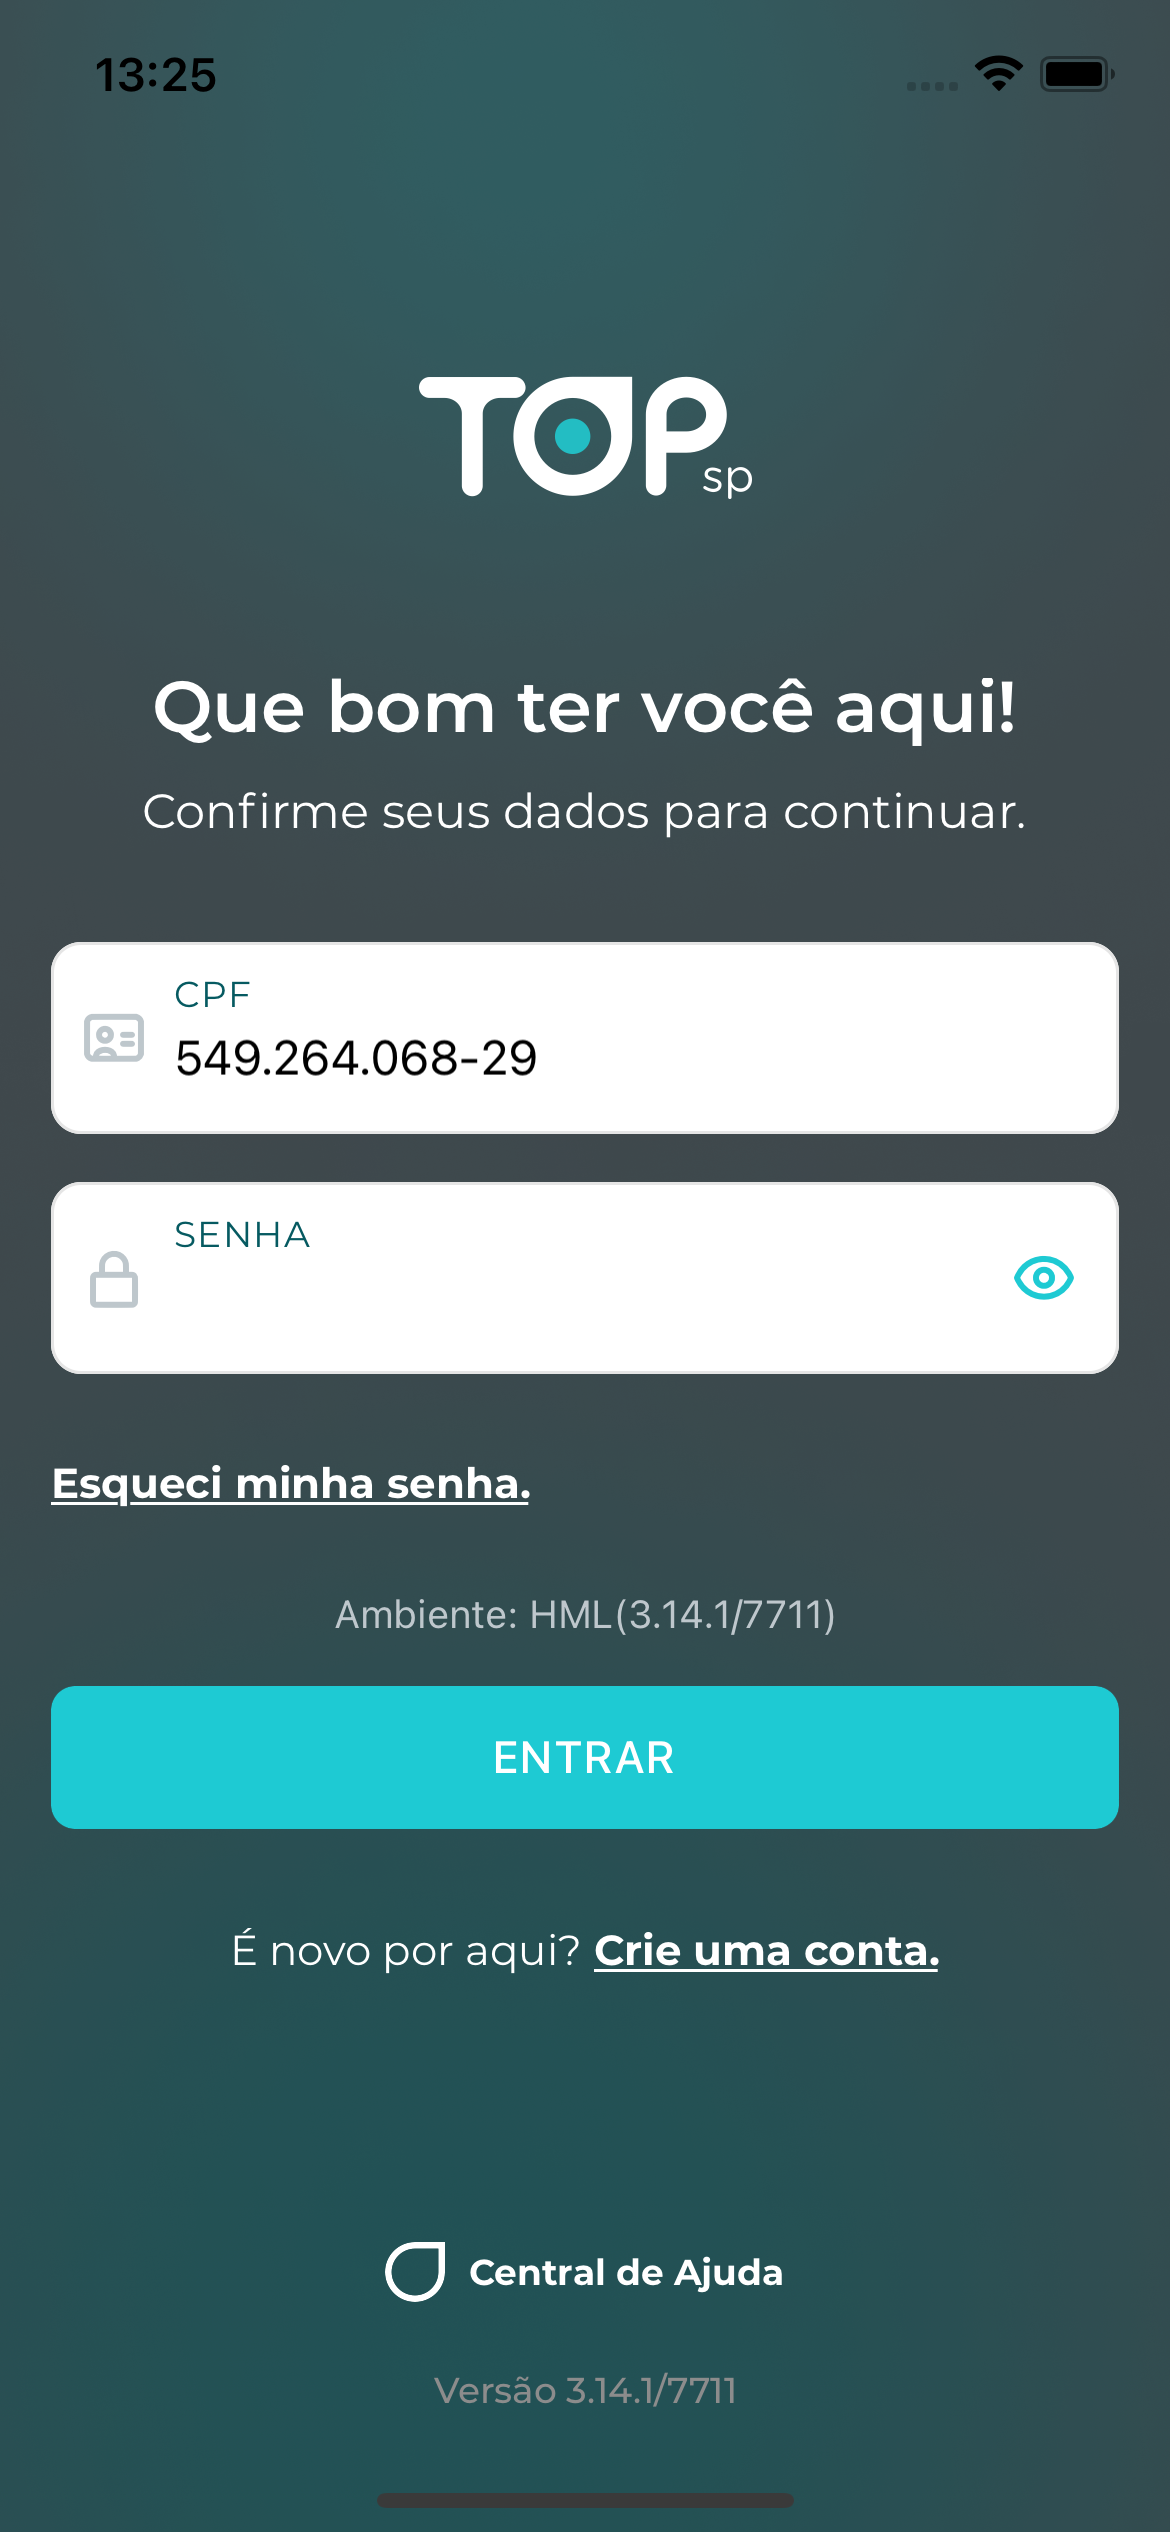 13:25
TOP sp
Que bom ter você aqui!
Confirme seus dados para continuar.
CPF
549.264.068-29
SENHA
Esqueci minha senha.
Ambiente: HML(3.14.1/7711)
ENTRAR
É novo por aqui? Crie uma conta.
Central de Ajuda
Versão 3.14.1/7711